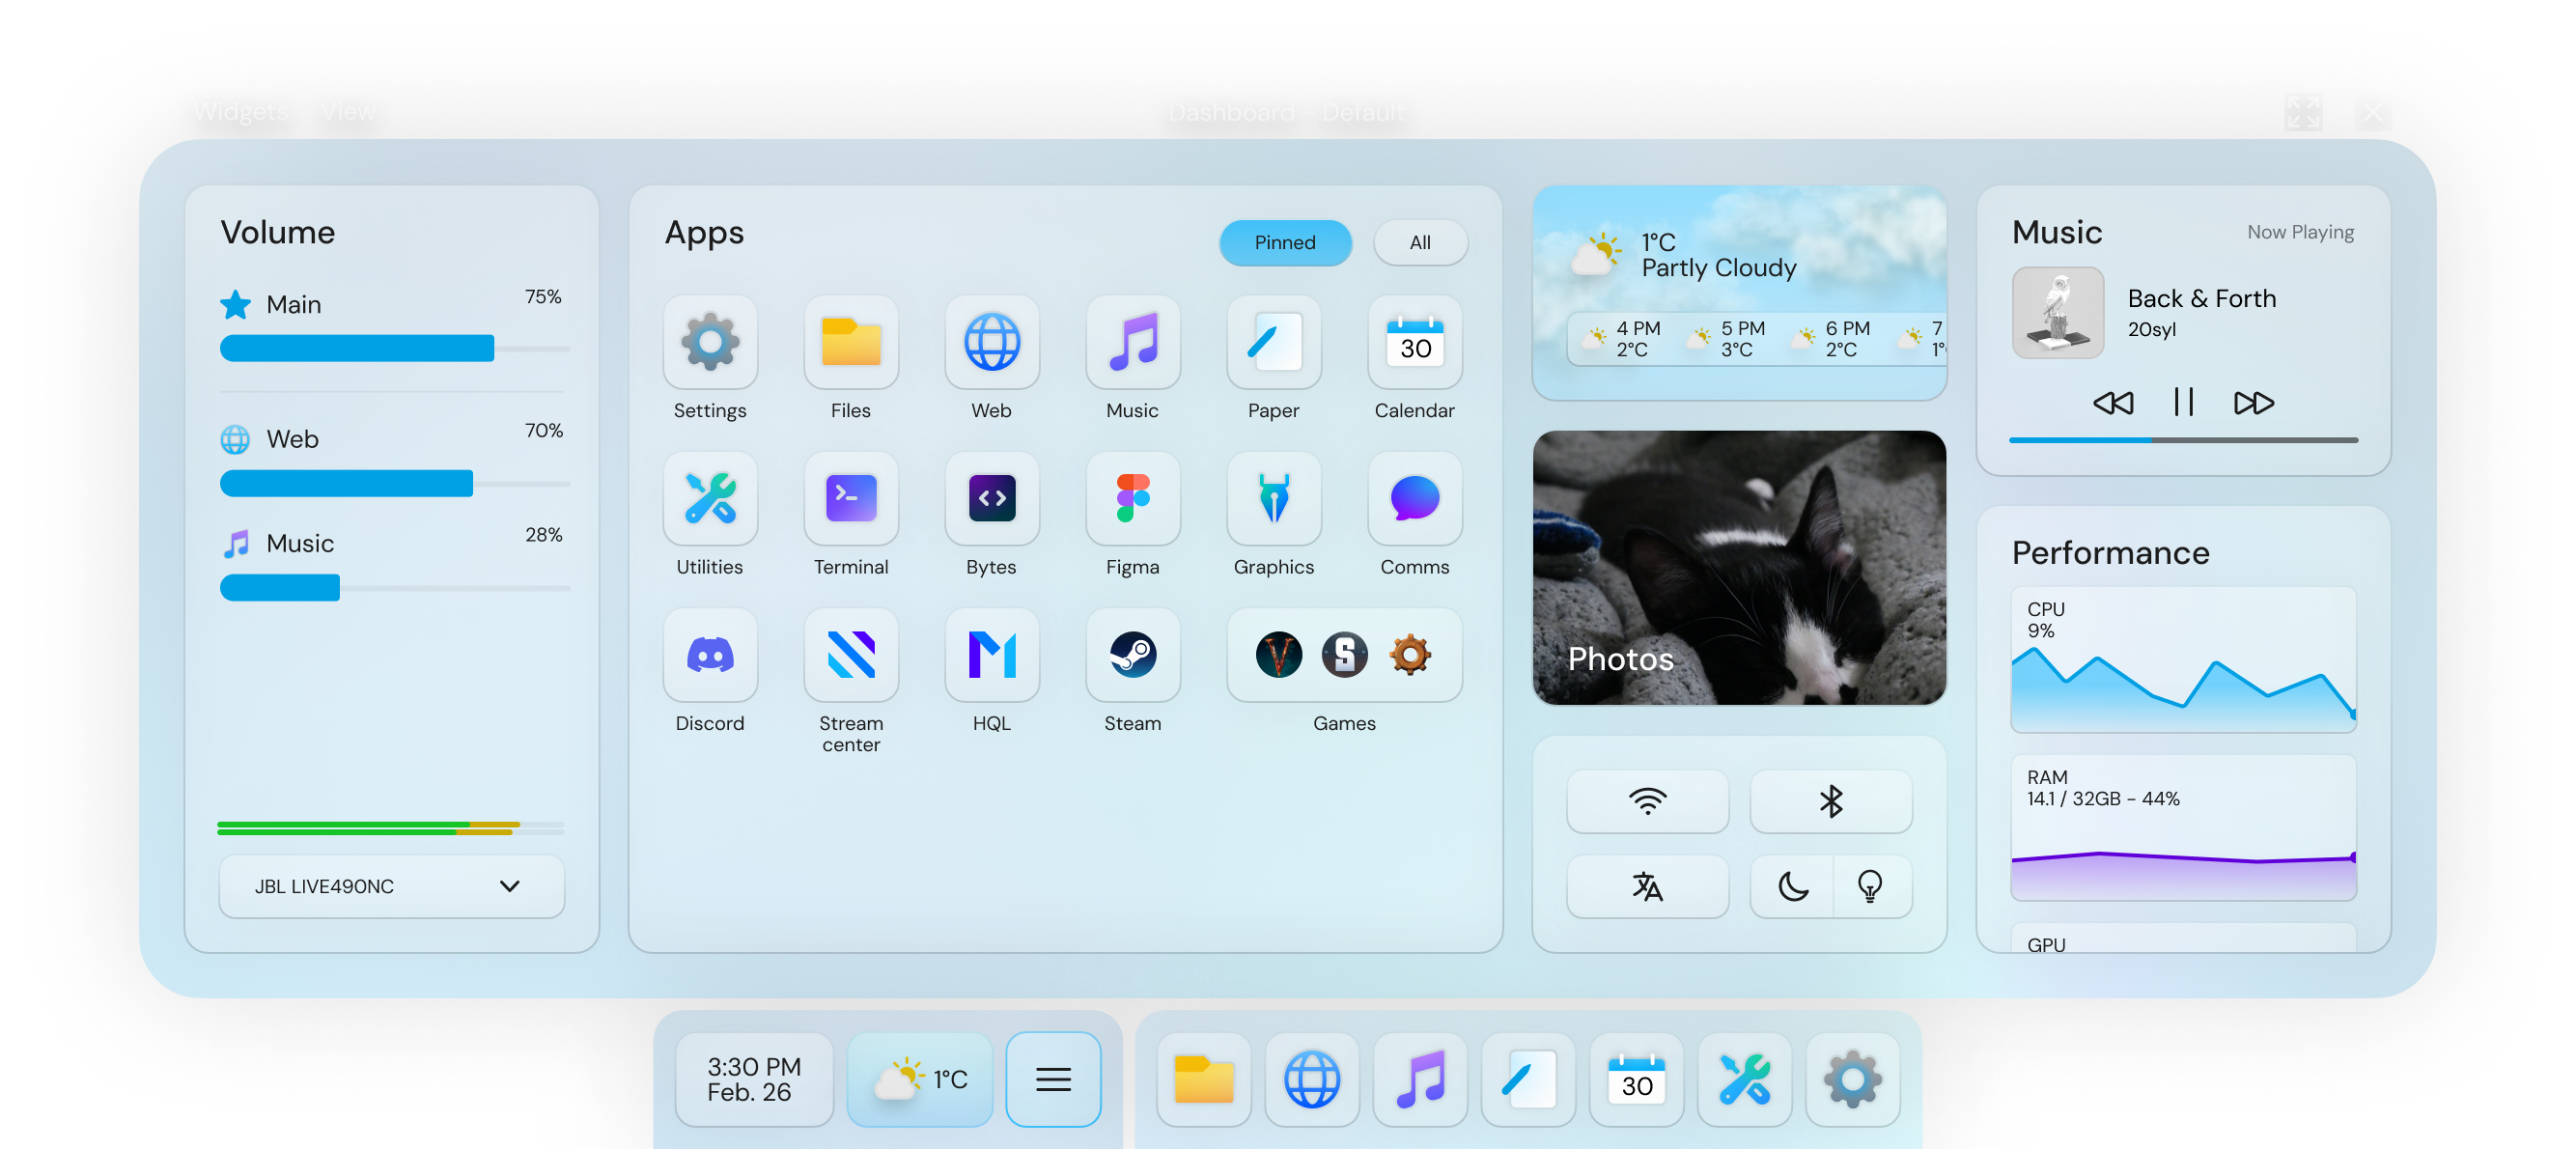 Widgets View
Dashboard - Default
Volume
Main
75%
Web
70%
Music
28%
JBL LIVE490NC
Apps
Pinned
All
30
Settings
Files
Web
Music
Paper
Calendar
Utilities
Terminal
Bytes
Figma
Graphics
Comms
V
S
Discord
Stream
center
HQL
Steam
Games
1°C
Partly Cloudy
4 PM
2°C
5 PM
3°C
6 PM
2°C
7
1°
Photos
Music
Now Playing
Back & Forth
20syl
Performance
CPU
9%
RAM
14.1 / 32GB - 44%
GPU
3:30 PM
Feb. 26
1°C
30